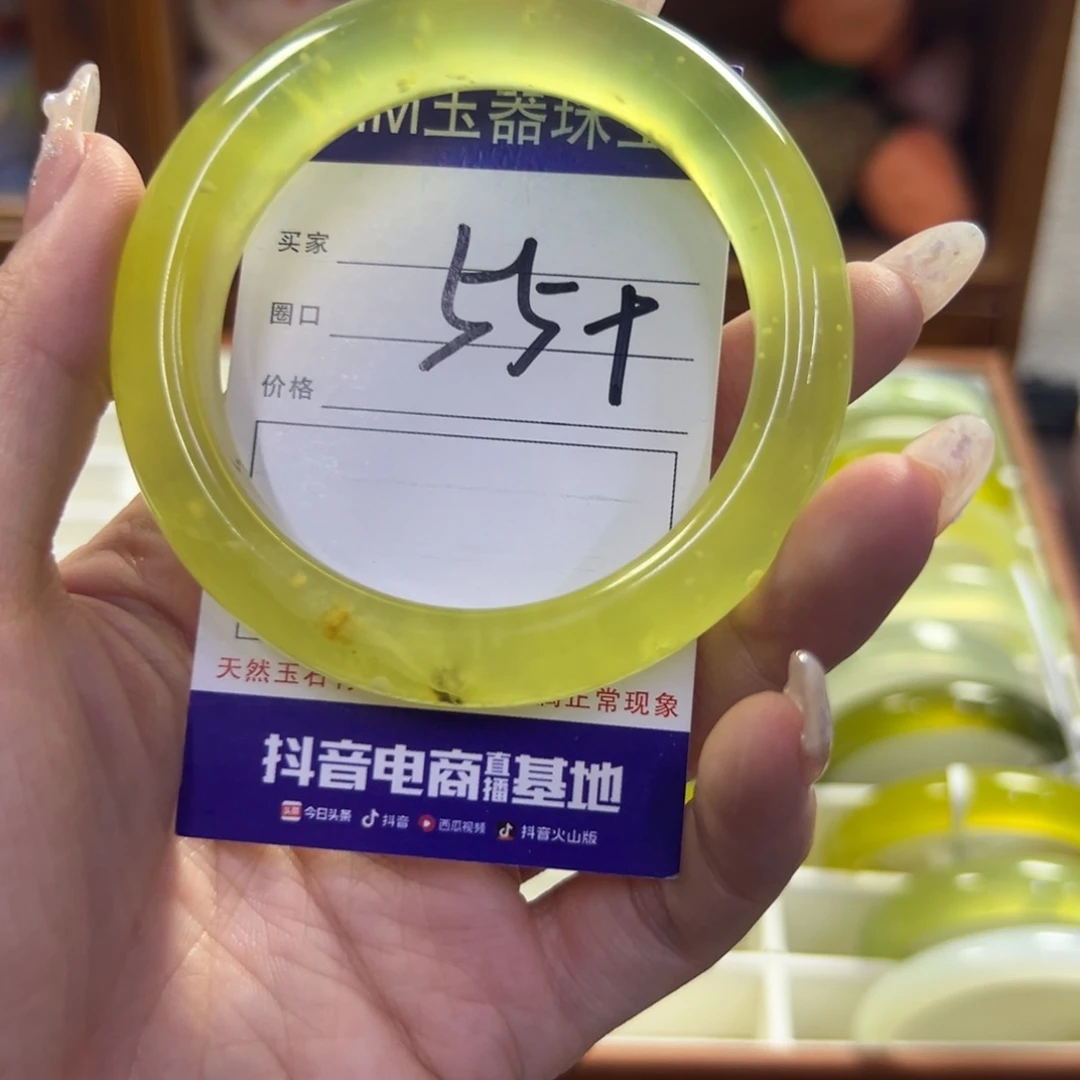 玉器珠
买家
圈口
价格
55+
天然玉石
正常现象
抖音电商直播基地
头条 今日头条 抖音 西瓜视频 抖音火山版